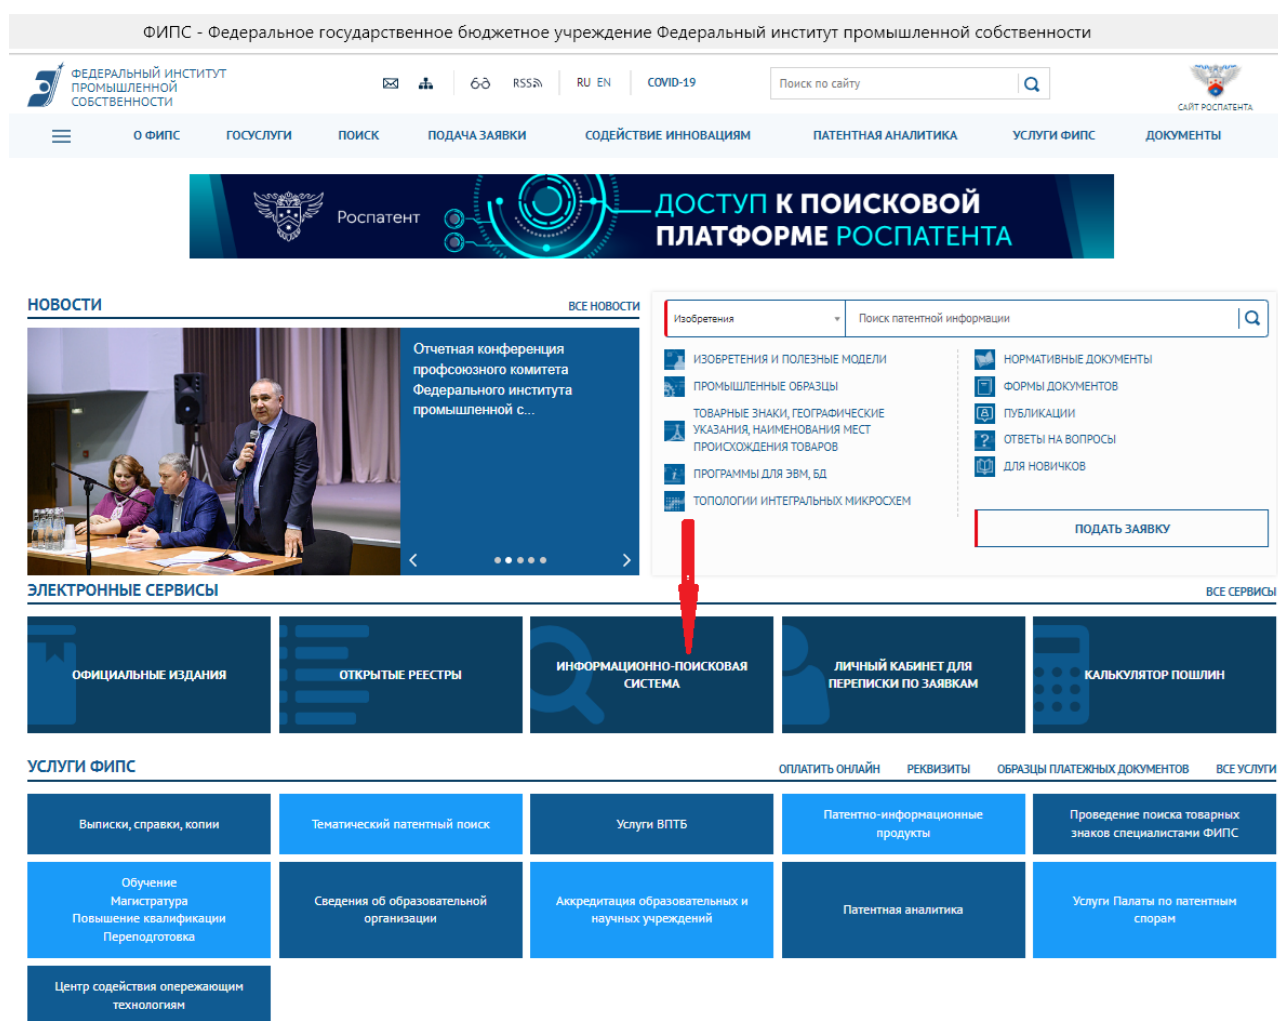 ФИПС - Федеральное государственное бюджетное учреждение Федеральный институт промышленной собственности
ФЕДЕРАЛЬНЫЙ ИНСТИТУТ
ПРОМЫШЛЕННОЙ
СОБСТВЕННОСТИ
RSS
RU EN
COVID-19
Поиск по сайту
САЙТ РОСПАТЕНТА
О ФИПС
ГОСУСЛУГИ
ПОИСК
ПОДАЧА ЗАЯВКИ
СОДЕЙСТВИЕ ИННОВАЦИЯМ
ПАТЕНТНАЯ АНАЛИТИКА
УСЛУГИ ФИПС
ДОКУМЕНТЫ
Роспатент
ДОСТУП К ПОИСКОВОЙ
ПЛАТФОРМЕ РОСПАТЕНТА
НОВОСТИ
ВСЕ НОВОСТИ
Отчетная конференция
профсоюзного комитета
Федерального института
промышленной с...
Изобретения
Поиск патентной информации
ИЗОБРЕТЕНИЯ И ПОЛЕЗНЫЕ МОДЕЛИ
ПРОМЫШЛЕННЫЕ ОБРАЗЦЫ
ТОВАРНЫЕ ЗНАКИ, ГЕОГРАФИЧЕСКИЕ
УКАЗАНИЯ, НАИМЕНОВАНИЯ МЕСТ
ПРОИСХОЖДЕНИЯ ТОВАРОВ
ПРОГРАММЫ ДЛЯ ЭВМ, БД
ТОПОЛОГИИ ИНТЕГРАЛЬНЫХ МИКРОСХЕМ
НОРМАТИВНЫЕ ДОКУМЕНТЫ
ФОРМЫ ДОКУМЕНТОВ
ПУБЛИКАЦИИ
ОТВЕТЫ НА ВОПРОСЫ
ДЛЯ НОВИЧКОВ
ПОДАТЬ ЗАЯВКУ
ЭЛЕКТРОННЫЕ СЕРВИСЫ
ВСЕ СЕРВИСЫ
ОФИЦИАЛЬНЫЕ ИЗДАНИЯ
ОТКРЫТЫЕ РЕЕСТРЫ
ИНФОРМАЦИОННО-ПОИСКОВАЯ
СИСТЕМА
ЛИЧНЫЙ КАБИНЕТ ДЛЯ
ПЕРЕПИСКИ ПО ЗАЯВКАМ
КАЛЬКУЛЯТОР ПОШЛИН
УСЛУГИ ФИПС
ОПЛАТИТЬ ОНЛАЙН
РЕКВИЗИТЫ
ОБРАЗЦЫ ПЛАТЕЖНЫХ ДОКУМЕНТОВ
ВСЕ УСЛУГИ
Выписки, справки, копии
Тематический патентный поиск
Услуги ВПТБ
Патентно-информационные
продукты
Проведение поиска товарных
знаков специалистами ФИПС
Обучение
Магистратура
Повышение квалификации
Переподготовка
Сведения об образовательной
организации
Аккредитация образовательных и
научных учреждений
Патентная аналитика
Услуги Палаты по патентным
спорам
Центр содействия опережающим
технологиям